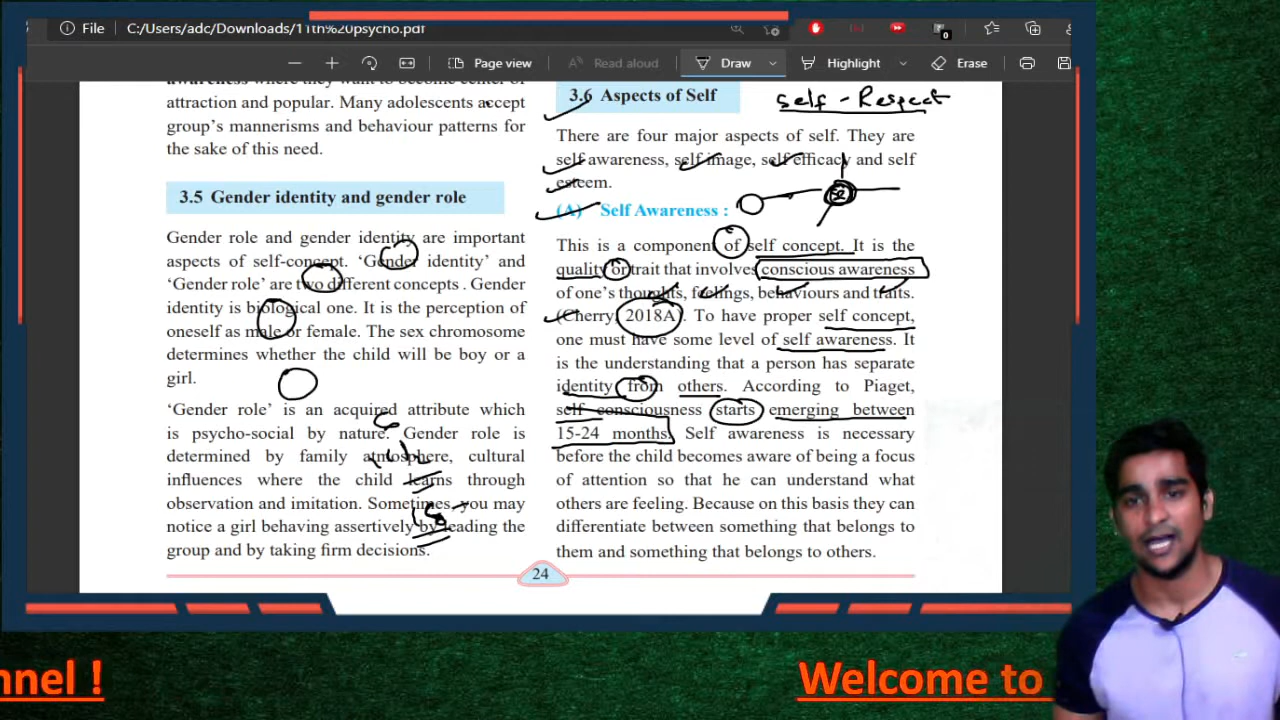 File C:/Users/adc/Downloads/11th%20psycho.pdf
Page view Read aloud Draw Highlight Erase
attraction and popular. Many adolescents accept
group's mannerisms and behaviour patterns for
the sake of this need.
3.5 Gender identity and gender role
Gender role and gender identity are important
aspects of self-concept. 'Gender identity' and
'Gender role' are two different concepts . Gender
identity is biological one. It is the perception of
oneself as male or female. The sex chromosome
determines whether the child will be boy or a
girl.
'Gender role' is an acquired attribute which
is psycho-social by nature. Gender role is
determined by family atmosphere, cultural
influences where the child learns through
observation and imitation. Sometimes, you may
notice a girl behaving assertively by leading the
group and by taking firm decisions.
3.6 Aspects of Self
Self - Respect
There are four major aspects of self. They are
self awareness, self image, self efficacy and self
esteem.
(A) Self Awareness :
This is a component of self concept. It is the
quality or trait that involves conscious awareness
of one's thoughts, feelings, behaviours and traits.
(Cherry, 2018A). To have proper self concept,
one must have some level of self awareness. It
is the understanding that a person has separate
identity from others. According to Piaget,
self consciousness starts emerging between
15-24 months. Self awareness is necessary
before the child becomes aware of being a focus
of attention so that he can understand what
others are feeling. Because on this basis they can
differentiate between something that belongs to
them and something that belongs to others.
24
nnel !
Welcome to